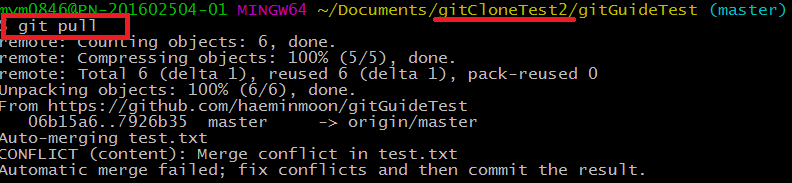 mvm0846@PN-201602504-01 MINGW64 ~/Documents/gitCloneTest2/gitGuideTest (master)
$ git pull
remote: Counting objects: 6, done.
remote: Compressing objects: 100% (5/5), done.
remote: Total 6 (delta 1), reused 6 (delta 1), pack-reused 0
Unpacking objects: 100% (6/6), done.
From https://github.com/haeminmoon/gitGuideTest
06b15a6..7926b35 master -> origin/master
Auto-merging test.txt
CONFLICT (content): Merge conflict in test.txt
Automatic merge failed; fix conflicts and then commit the result.